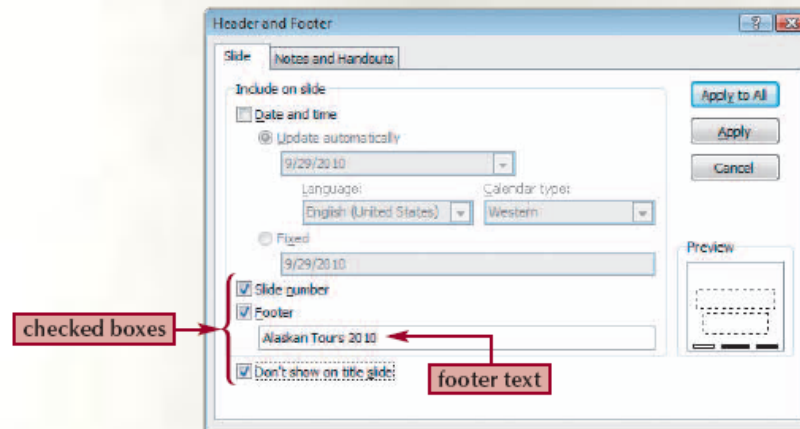 Header and Footer
Slide
Notes and Handouts
Include on slide
Date and time
Update automatically
9/29/2010
Language:
Calendar type:
English (United States)
Western
Fixed
9/29/2010
Slide number
Footer
Alaskan Tours 2010
Don't show on title slide
Apply to All
Apply
Cancel
Preview
checked boxes
footer text